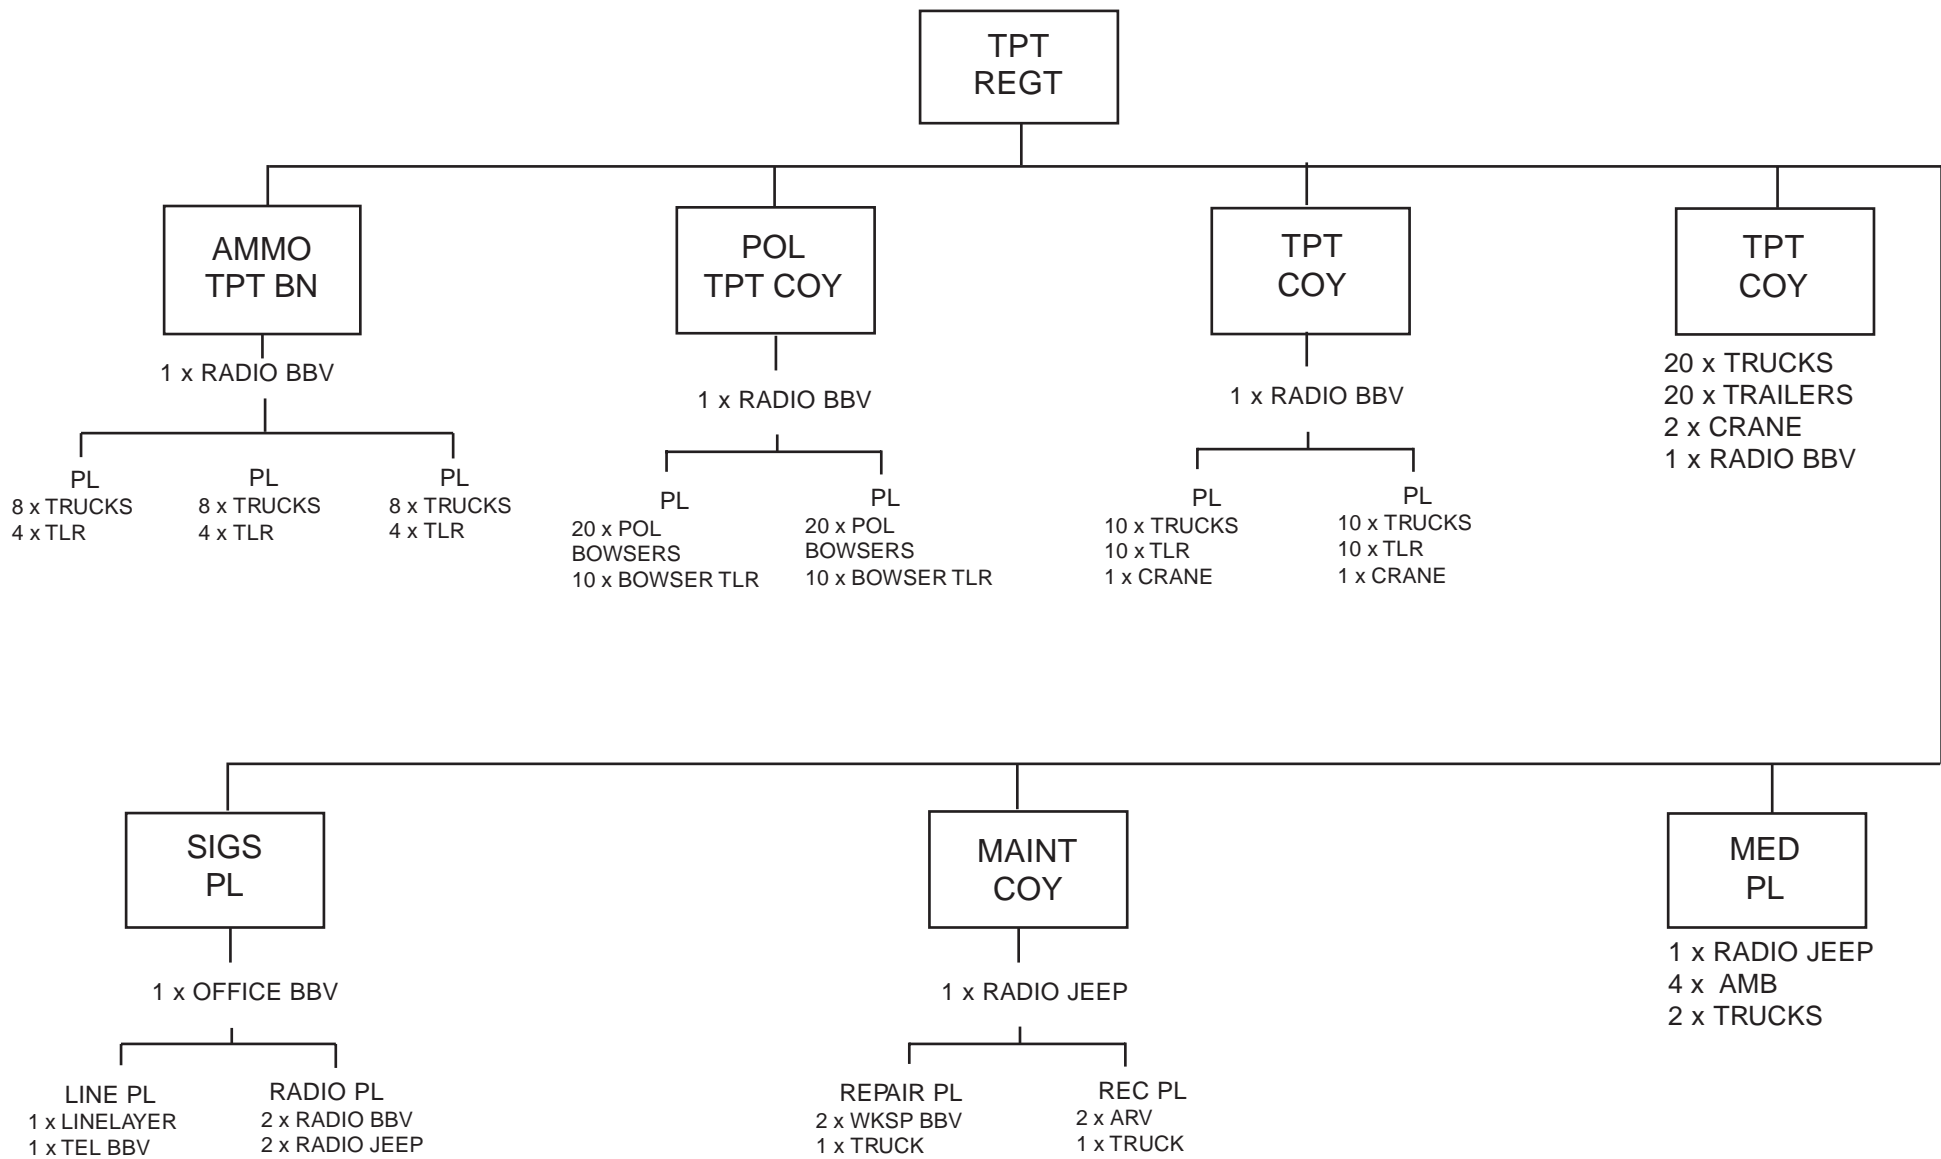 TPT
REGT
AMMO
TPT BN
1 x RADIO BBV
PL
8 x TRUCKS
4 x TLR
PL
8 x TRUCKS
4 x TLR
PL
8 x TRUCKS
4 x TLR
POL
TPT COY
1 x RADIO BBV
PL
20 x POL
BOWSERS
10 x BOWSER TLR
PL
20 x POL
BOWSERS
10 x BOWSER TLR
TPT
COY
1 x RADIO BBV
PL
10 x TRUCKS
10 x TLR
1 x CRANE
PL
10 x TRUCKS
10 x TLR
1 x CRANE
TPT
COY
20 x TRUCKS
20 x TRAILERS
2 x CRANE
1 x RADIO BBV
SIGS
PL
1 x OFFICE BBV
LINE PL
1 x LINELAYER
1 x TEL BBV
RADIO PL
2 x RADIO BBV
2 x RADIO JEEP
MAINT
COY
1 x RADIO JEEP
REPAIR PL
2 x WKSP BBV
1 x TRUCK
REC PL
2 x ARV
1 x TRUCK
MED
PL
1 x RADIO JEEP
4 x AMB
2 x TRUCKS